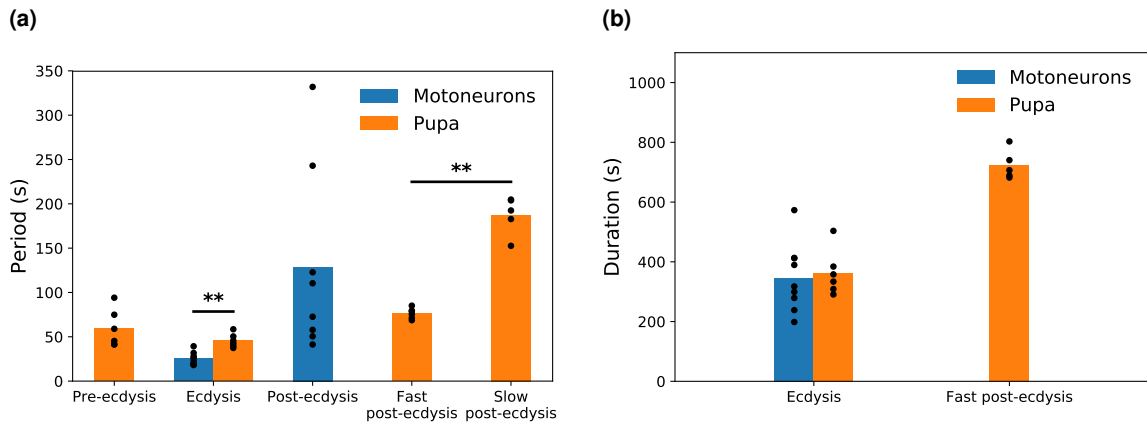 (a)
350
300
250
200
150
100
50
0
Period (s)
Motoneurons
Pupa
**
**
Pre-ecdysis
Ecdysis
Post-ecdysis
Fast
post-ecdysis
Slow
post-ecdysis
(b)
1000
800
600
400
200
0
Duration (s)
Motoneurons
Pupa
Ecdysis
Fast post-ecdysis